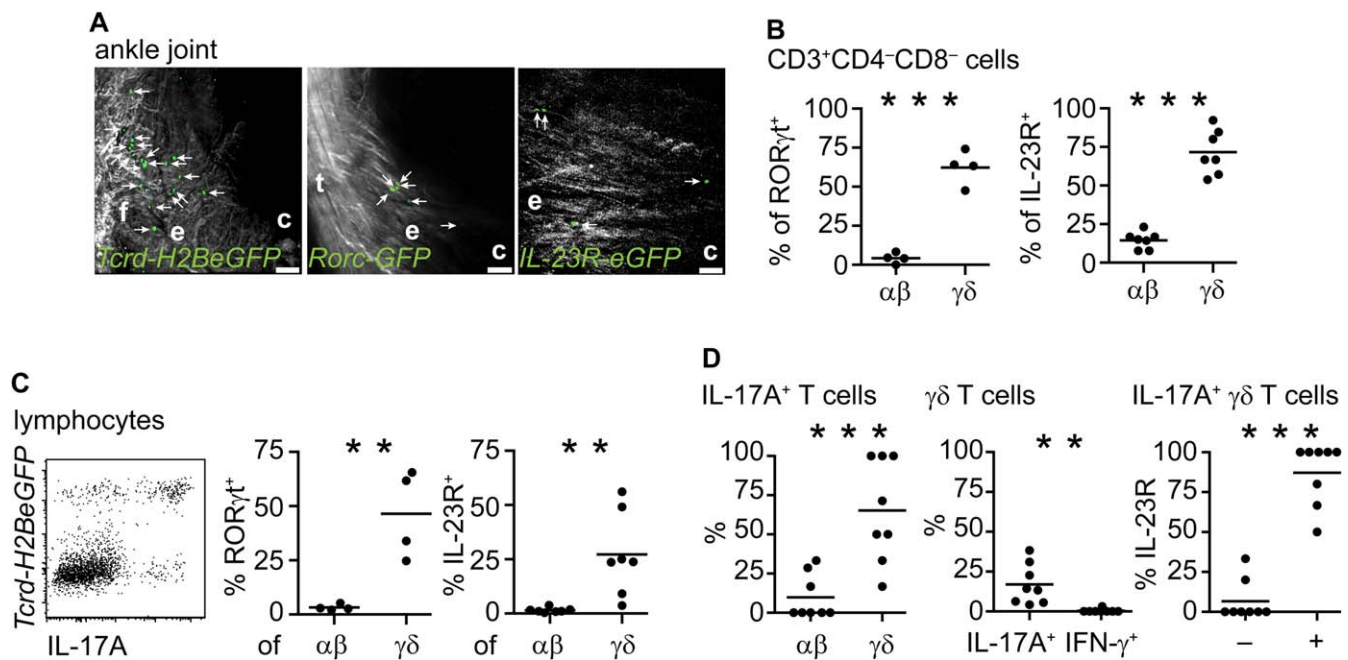 A
ankle joint
f
e
c
Tcrd-H2BeGFP
t
e
c
Rorc-GFP
e
c
IL-23R-eGFP
B
CD3⁺CD4⁻CD8⁻ cells
* * *
% of RORγt⁺
100
75
50
25
0
αβ γδ
* * *
% of IL-23R⁺
100
75
50
25
0
αβ γδ
C
lymphocytes
Tcrd-H2BeGFP
IL-17A
* *
% RORγt⁺
75
50
25
0
of αβ γδ
* *
% IL-23R⁺
75
50
25
0
of αβ γδ
D
IL-17A⁺ T cells
* * *
%
100
75
50
25
0
αβ γδ
γδ T cells
* *
%
100
75
50
25
0
IL-17A⁺ IFN-γ⁺
IL-17A⁺ γδ T cells
* * *
% IL-23R
100
75
50
25
0
– +